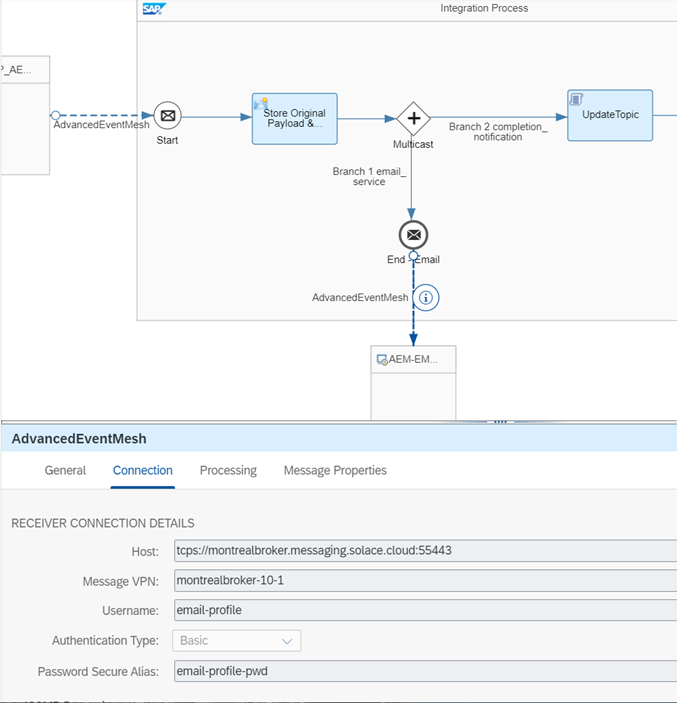 SAP
Integration Process
P_AE...
AdvancedEventMesh
Start
Store Original
Payload &...
Multicast
Branch 2 completion_
notification
UpdateTopic
Branch 1 email_
service
End - Email
AdvancedEventMesh
AEM-EM...
AdvancedEventMesh
General
Connection
Processing
Message Properties
RECEIVER CONNECTION DETAILS
Host: tcps://montrealbroker.messaging.solace.cloud:55443
Message VPN: montrealbroker-10-1
Username: email-profile
Authentication Type: Basic
Password Secure Alias: email-profile-pwd